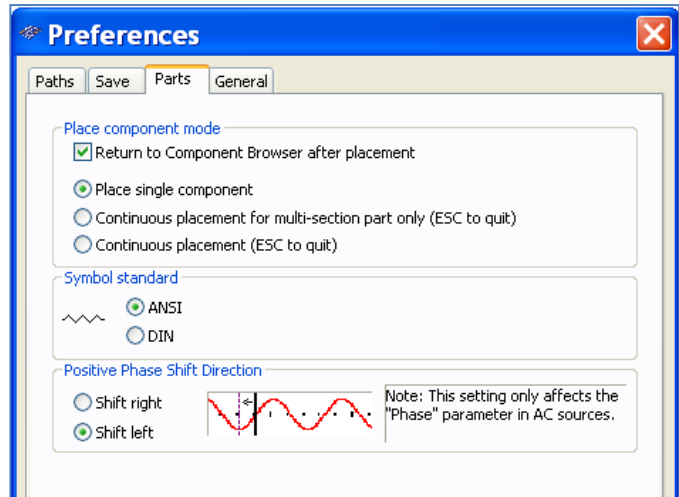 Preferences
Paths Save Parts General
Place component mode
Return to Component Browser after placement
Place single component
Continuous placement for multi-section part only (ESC to quit)
Continuous placement (ESC to quit)
Symbol standard
ANSI
DIN
Positive Phase Shift Direction
Shift right
Shift left
Note: This setting only affects the
"Phase" parameter in AC sources.